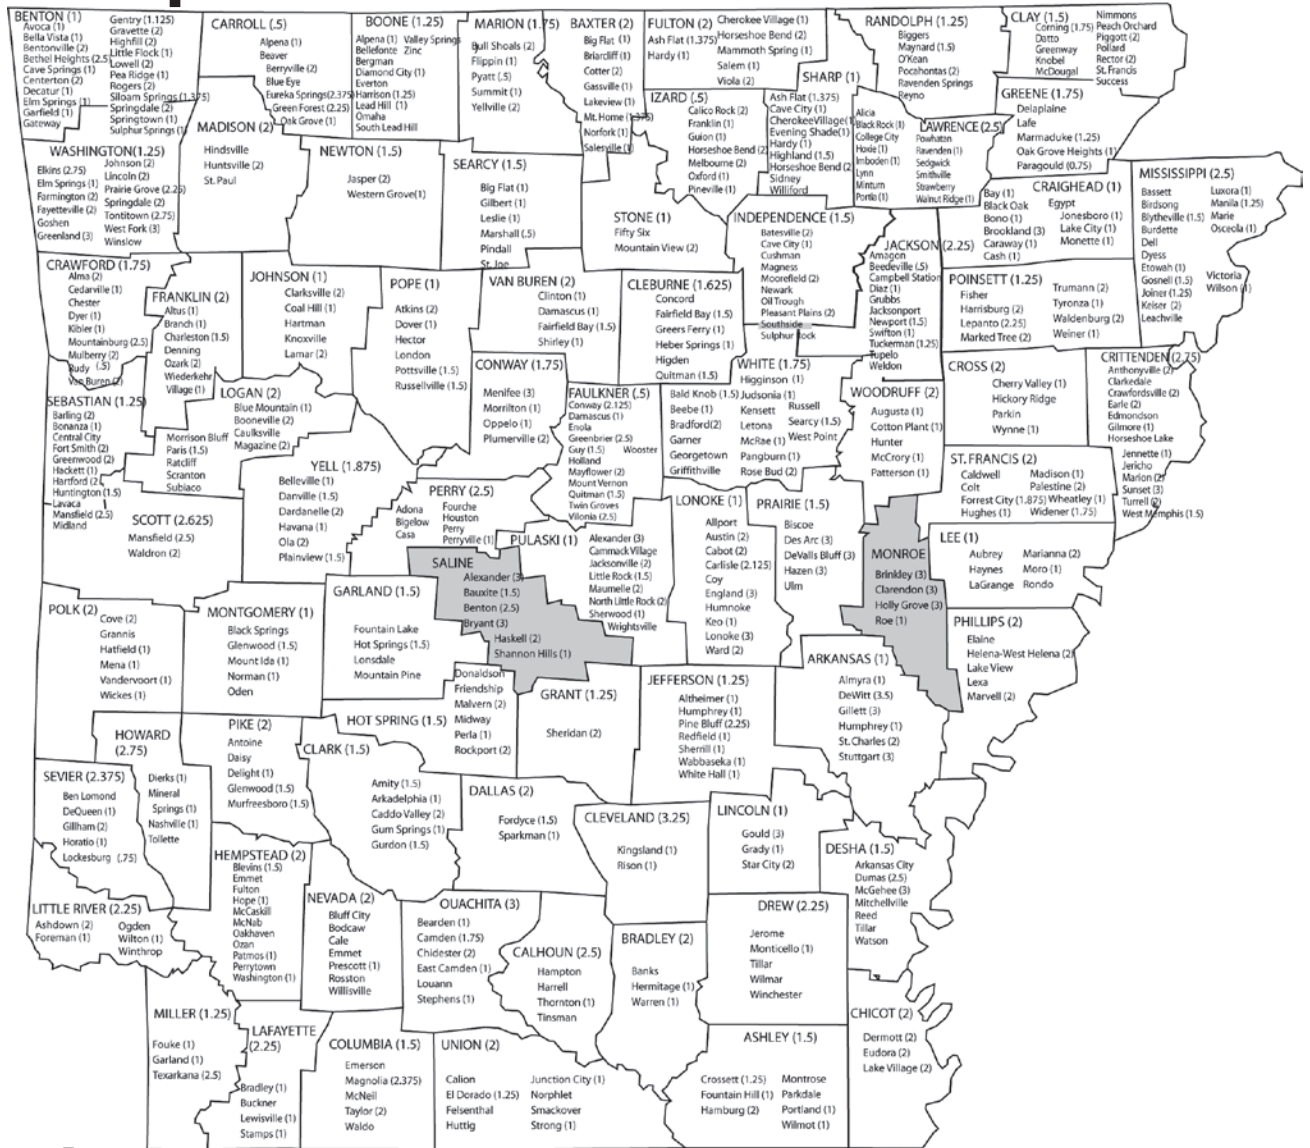 BENTON (1)
Avoca (1)
Bella Vista (1)
Bentonville (2)
Bethel Heights (2.5)
Cave Springs (1)
Centerton (2)
Decatur (1)
Elm Springs (1)
Garfield (1)
Gateway
Gentry (1.125)
Gravette (2)
Highfill (2)
Little Flock (1)
Lowell (2)
Pea Ridge (1)
Rogers (2)
Siloam Springs (1.375)
Springdale (2)
Springtown (1)
Sulphur Springs (1)
CARROLL (.5)
Alpena (1)
Beaver
Berryville (2)
Blue Eye
Eureka Springs(2.375)
Green Forest (2.25)
Oak Grove (1)
BOONE (1.25)
Alpena (1)
Bellefonte
Bergman
Diamond City (1)
Everton
Harrison (1.25)
Lead Hill (1)
Omaha
South Lead Hill
Valley Springs
Zinc
MARION (1.75)
Bull Shoals (2)
Flippin (1)
Pyatt (.5)
Summit (1)
Yellville (2)
BAXTER (2)
Big Flat (1)
Briarcliff (1)
Cotter (2)
Gassville (1)
Lakeview (1)
Mt. Home (1.375)
Norfork (1)
Salesville (1)
FULTON (2)
Ash Flat (1.375)
Hardy (1)
Cherokee Village(1)
Horseshoe Bend (2)
Mammoth Spring (1)
Salem (1)
Viola (2)
SHARP (1)
Ash Flat (1.375)
Cave City (1)
CherokeeVillage(1)
Evening Shade(1)
Hardy (1)
Highland (1.5)
Horseshoe Bend (2)
Sidney
Williford
RANDOLPH (1.25)
Biggers
Maynard (1.5)
O'Kean
Pocahontas (2)
Ravenden Springs
Reyno
CLAY (1.5)
Corning (1.75)
Datto
Greenway
Knobel
McDougal
Nimmons
Peach Orchard
Piggott (2)
Pollard
Rector (2)
St. Francis
Success
GREENE (1.75)
Delaplaine
Lafe
Marmaduke (1.25)
Oak Grove Heights (1)
Paragould (0.75)
IZARD (.5)
Calico Rock (2)
Franklin (1)
Guion (1)
Horseshoe Bend (2)
Melbourne (2)
Oxford (1)
Pineville (1)
LAWRENCE (2.5)
Alicia
Black Rock (1)
College City
Hoxie (1)
Imboden (1)
Lynn
Minturn
Portia (1)
Powhatan
Ravenden (1)
Sedgwick
Smithville
Strawberry
Walnut Ridge (1)
MADISON (2)
Hindsville
Huntsville (2)
St. Paul
WASHINGTON(1.25)
Elkins (2.75)
Elm Springs (1)
Farmington (2)
Fayetteville (2)
Goshen
Greenland (3)
Johnson (2)
Lincoln (2)
Prairie Grove (2.25)
Springdale (2)
Tontitown (2.75)
West Fork (3)
Winslow
NEWTON (1.5)
Jasper (2)
Western Grove(1)
SEARCY (1.5)
Big Flat (1)
Gilbert (1)
Leslie (1)
Marshall (.5)
Pindall
St. Joe
STONE (1)
Fifty Six
Mountain View (2)
INDEPENDENCE (1.5)
Batesville (2)
Cave City (1)
Cushman
Magness
Moorefield (2)
Newark
Oil Trough
Pleasant Plains (2)
Southside
Sulphur Rock
JACKSON (2.25)
Amagon
Beedeville (.5)
Campbell Station
Diaz (1)
Grubbs
Jacksonport
Newport (1.5)
Swifton (1)
Tuckerman (1.25)
Tupelo
Weldon
CRAIGHEAD (1)
Bay (1)
Black Oak
Bono (1)
Brookland (3)
Caraway (1)
Cash (1)
Egypt
Jonesboro (1)
Lake City (1)
Monette (1)
MISSISSIPPI (2.5)
Bassett
Birdsong
Blytheville (1.5)
Burdette
Dell
Dyess
Etowah (1)
Gosnell (1.5)
Joiner (1.25)
Keiser (2)
Leachville
Luxora (1)
Manila (1.25)
Marie
Osceola (1)
Victoria
Wilson (1)
CRAWFORD (1.75)
Alma (2)
Cedarville (1)
Chester
Dyer (1)
Kibler (1)
Mountainburg (2.5)
Mulberry (2)
Rudy (.5)
Van Buren (2)
FRANKLIN (2)
Altus (1)
Branch (1)
Charleston (1.5)
Denning
Ozark (2)
Wiederkehr
Village (1)
JOHNSON (1)
Clarksville (2)
Coal Hill (1)
Hartman
Knoxville
Lamar (2)
POPE (1)
Atkins (2)
Dover (1)
Hector
London
Pottsville (1.5)
Russellville (1.5)
VAN BUREN (2)
Clinton (1)
Damascus (1)
Fairfield Bay (1.5)
Shirley (1)
CLEBURNE (1.625)
Concord
Fairfield Bay (1.5)
Greers Ferry (1)
Heber Springs (1)
Higden
Quitman (1.5)
POINSETT (1.25)
Fisher
Harrisburg (2)
Lepanto (2.25)
Marked Tree (2)
Trumann (2)
Tyronza (1)
Waldenburg (2)
Weiner (1)
CONWAY (1.75)
Menifee (3)
Morrilton (1)
Oppelo (1)
Plumerville (2)
FAULKNER (.5)
Conway (2.125)
Damascus (1)
Enola
Greenbrier (2.5)
Guy (1.5)
Holland
Mayflower (2)
Mount Vernon
Quitman (1.5)
Twin Groves
Vilonia (2.5)
Wooster
WHITE (1.75)
Bald Knob (1.5)
Beebe (1)
Bradford(2)
Garner
Georgetown
Griffithville
Higginson (1)
Judsonia (1)
Kensett
Letona
McRae (1)
Pangburn (1)
Rose Bud (2)
Russell
Searcy (1.5)
West Point
WOODRUFF (2)
Augusta (1)
Cotton Plant (1)
Hunter
McCrory (1)
Patterson (1)
CROSS (2)
Cherry Valley (1)
Hickory Ridge
Parkin
Wynne (1)
CRITTENDEN (2.75)
Anthonyville (2)
Clarkedale
Crawfordsville (2)
Earle (2)
Edmondson
Gilmore (1)
Horseshoe Lake
Jennette (1)
Jericho
Marion (2)
Sunset (3)
Turrell (2)
West Memphis (1.5)
SEBASTIAN (1.25)
Barling (2)
Bonanza (1)
Central City
Fort Smith (2)
Greenwood (2)
Hackett (1)
Hartford (2)
Huntington (1.5)
Lavaca
Mansfield (2.5)
Midland
LOGAN (2)
Blue Mountain (1)
Booneville (2)
Caulksville
Magazine (2)
Morrison Bluff
Paris (1.5)
Ratcliff
Scranton
Subiaco
YELL (1.875)
Belleville (1)
Danville (1.5)
Dardanelle (2)
Havana (1)
Ola (2)
Plainview (1.5)
SCOTT (2.625)
Mansfield (2.5)
Waldron (2)
PERRY (2.5)
Adona
Bigelow
Casa
Fourche
Houston
Perry
Perryville (1)
PULASKI (1)
Alexander (3)
Cammack Village
Jacksonville (2)
Little Rock (1.5)
Maumelle (2)
North Little Rock (2)
Sherwood (1)
Wrightsville
LONOKE (1)
Allport
Austin (2)
Cabot (2)
Carlisle (2.125)
Coy
England (3)
Humnoke
Keo (1)
Lonoke (3)
Ward (2)
PRAIRIE (1.5)
Biscoe
Des Arc (3)
DeValls Bluff (3)
Hazen (3)
Ulm
ST. FRANCIS (2)
Caldwell
Colt
Forrest City (1.875)
Hughes (1)
Madison (1)
Palestine (2)
Wheatley (1)
Widener (1.75)
LEE (1)
Aubrey
Haynes
LaGrange
Marianna (2)
Moro (1)
Rondo
MONROE
Brinkley (3)
Clarendon (3)
Holly Grove (3)
Roe (1)
SALINE
Alexander (3)
Bauxite (1.5)
Benton (2.5)
Bryant (3)
Haskell (2)
Shannon Hills (1)
GARLAND (1.5)
Fountain Lake
Hot Springs (1.5)
Lonsdale
Mountain Pine
POLK (2)
Cove (2)
Grannis
Hatfield (1)
Mena (1)
Vandervoort (1)
Wickes (1)
MONTGOMERY (1)
Black Springs
Glenwood (1.5)
Mount Ida (1)
Norman (1)
Oden
PHILLIPS (2)
Elaine
Helena-West Helena (2)
Lake View
Lexa
Marvell (2)
ARKANSAS (1)
Almyra (1)
DeWitt (3.5)
Gillett (3)
Humphrey (1)
St. Charles (2)
Stuttgart (3)
JEFFERSON (1.25)
Altheimer (1)
Humphrey (1)
Pine Bluff (2.25)
Redfield (1)
Sherrill (1)
Wabbaseka (1)
White Hall (1)
GRANT (1.25)
Sheridan (2)
HOT SPRING (1.5)
Donaldson
Friendship
Malvern (2)
Midway
Perla (1)
Rockport (2)
HOWARD
(2.75)
Dierks (1)
Mineral
Springs (1)
Nashville (1)
Tollette
PIKE (2)
Antoine
Daisy
Delight (1)
Glenwood (1.5)
Murfreesboro (1.5)
CLARK (1.5)
Amity (1.5)
Arkadelphia (1)
Caddo Valley (2)
Gum Springs (1)
Gurdon (1.5)
SEVIER (2.375)
Ben Lomond
DeQueen (1)
Gillham (2)
Horatio (1)
Lockesburg (.75)
DALLAS (2)
Fordyce (1.5)
Sparkman (1)
CLEVELAND (3.25)
Kingsland (1)
Rison (1)
LINCOLN (1)
Gould (3)
Grady (1)
Star City (2)
DESHA (1.5)
Arkansas City
Dumas (2.5)
McGehee (3)
Mitchellville
Reed
Tillar
Watson
HEMPSTEAD (2)
Blevins (1.5)
Emmet
Fulton
Hope (1)
McCaskill
McNab
Oakhaven
Ozan
Patmos (1)
Perrytown
Washington (1)
LITTLE RIVER (2.25)
Ashdown (2)
Foreman (1)
Ogden
Wilton (1)
Winthrop
NEVADA (2)
Bluff City
Bodcaw
Cale
Emmet
Prescott (1)
Rosston
Willisville
OUACHITA (3)
Bearden (1)
Camden (1.75)
Chidester (2)
East Camden (1)
Louann
Stephens (1)
CALHOUN (2.5)
Hampton
Harrell
Thornton (1)
Tinsman
BRADLEY (2)
Banks
Hermitage (1)
Warren (1)
DREW (2.25)
Jerome
Monticello (1)
Tillar
Wilmar
Winchester
CHICOT (2)
Dermott (2)
Eudora (2)
Lake Village (2)
MILLER (1.25)
Fouke (1)
Garland (1)
Texarkana (2.5)
LAFAYETTE
(2.25)
Bradley (1)
Buckner
Lewisville (1)
Stamps (1)
COLUMBIA (1.5)
Emerson
Magnolia (2.375)
McNeil
Taylor (2)
Waldo
UNION (2)
Calion
El Dorado (1.25)
Felsenthal
Huttig
Junction City (1)
Norphlet
Smackover
Strong (1)
ASHLEY (1.5)
Crossett (1.25)
Fountain Hill (1)
Hamburg (2)
Montrose
Parkdale
Portland (1)
Wilmot (1)